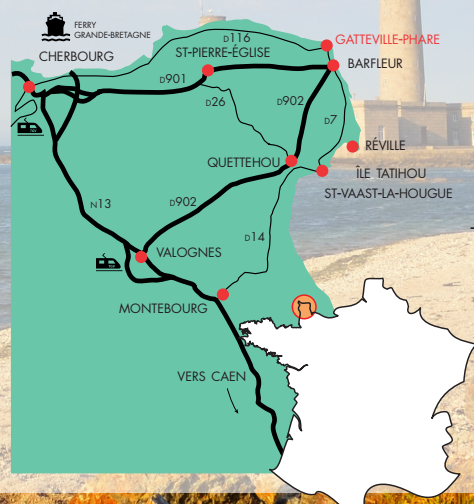 FERRY
GRANDE-BRETAGNE
D116
GATTEVILLE-PHARE
CHERBOURG
ST-PIERRE-ÉGLISE
BARFLEUR
D901
D26
D902
D7
RÉVILLE
QUETTEHOU
ÎLE TATIHOU
ST-VAAST-LA-HOUGUE
N13
D902
D14
VALOGNES
MONTEBOURG
VERS CAEN